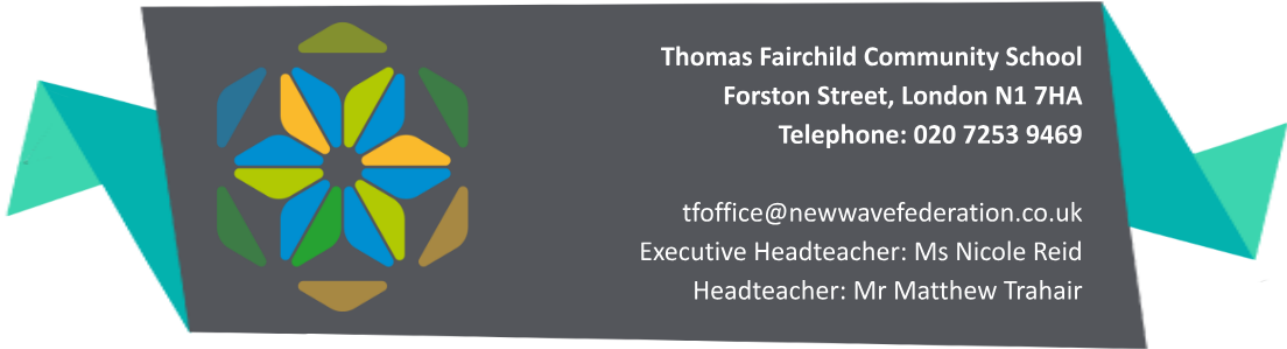 Thomas Fairchild Community School
Forston Street, London N1 7HA
Telephone: 020 7253 9469
tfoffice@newwavefederation.co.uk
Executive Headteacher: Ms Nicole Reid
Headteacher: Mr Matthew Trahair